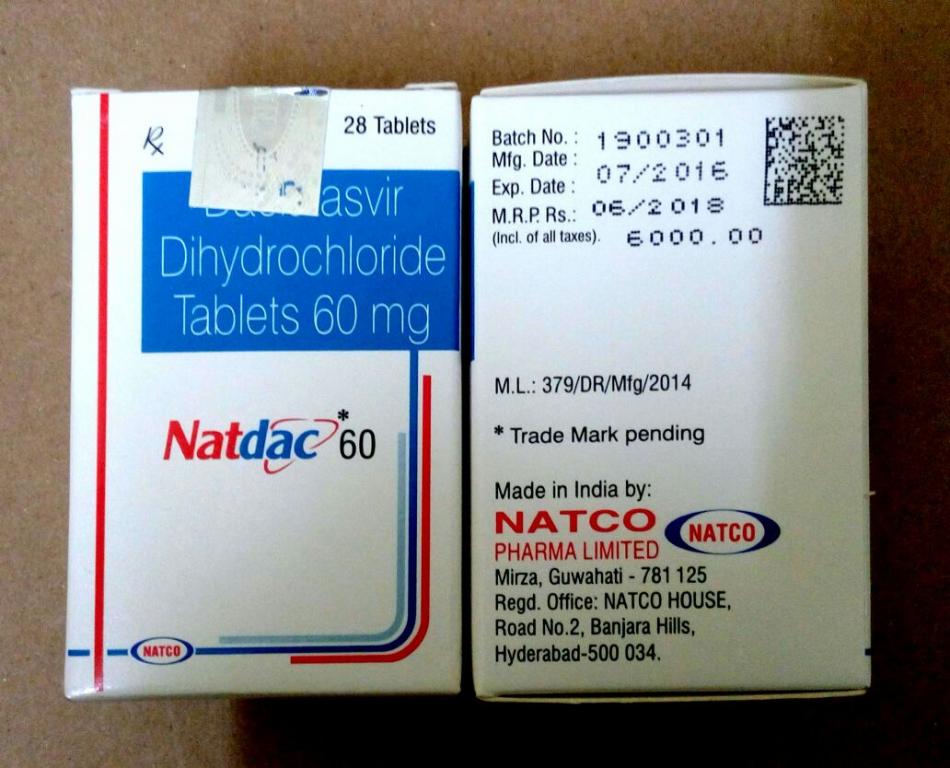 Rx
28 Tablets
asvir
Dihydrochloride
Tablets 60 mg
Natdac*60
NATCO
Batch No. : 1900301
Mfg. Date : 07/2016
Exp. Date : 06/2018
M.R.P. Rs.: 6000.00
(Incl. of all taxes).
M.L.: 379/DR/Mfg/2014
* Trade Mark pending
Made in India by:
NATCO NATCO
PHARMA LIMITED
Mirza, Guwahati - 781 125
Regd. Office: NATCO HOUSE,
Road No.2, Banjara Hills,
Hyderabad-500 034.